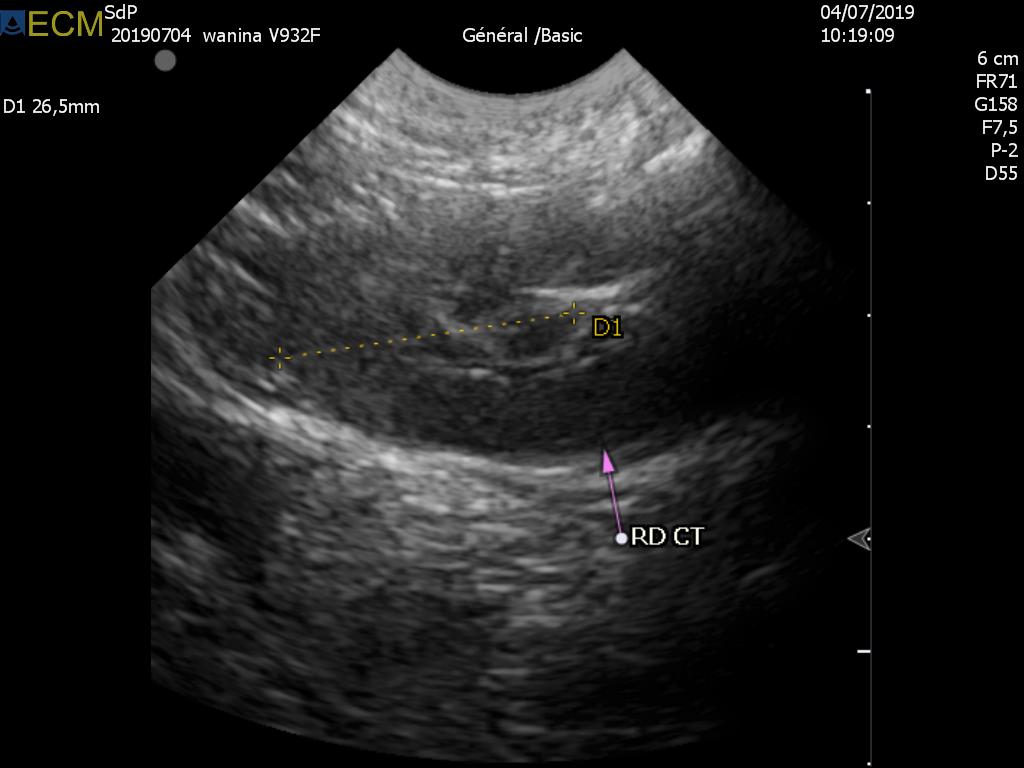 ECM
SdP
20190704 wanina V932F
Général /Basic
04/07/2019
10:19:09
6 cm
FR71
G158
F7,5
P-2
D55
D1 26,5mm
D1
RD CT